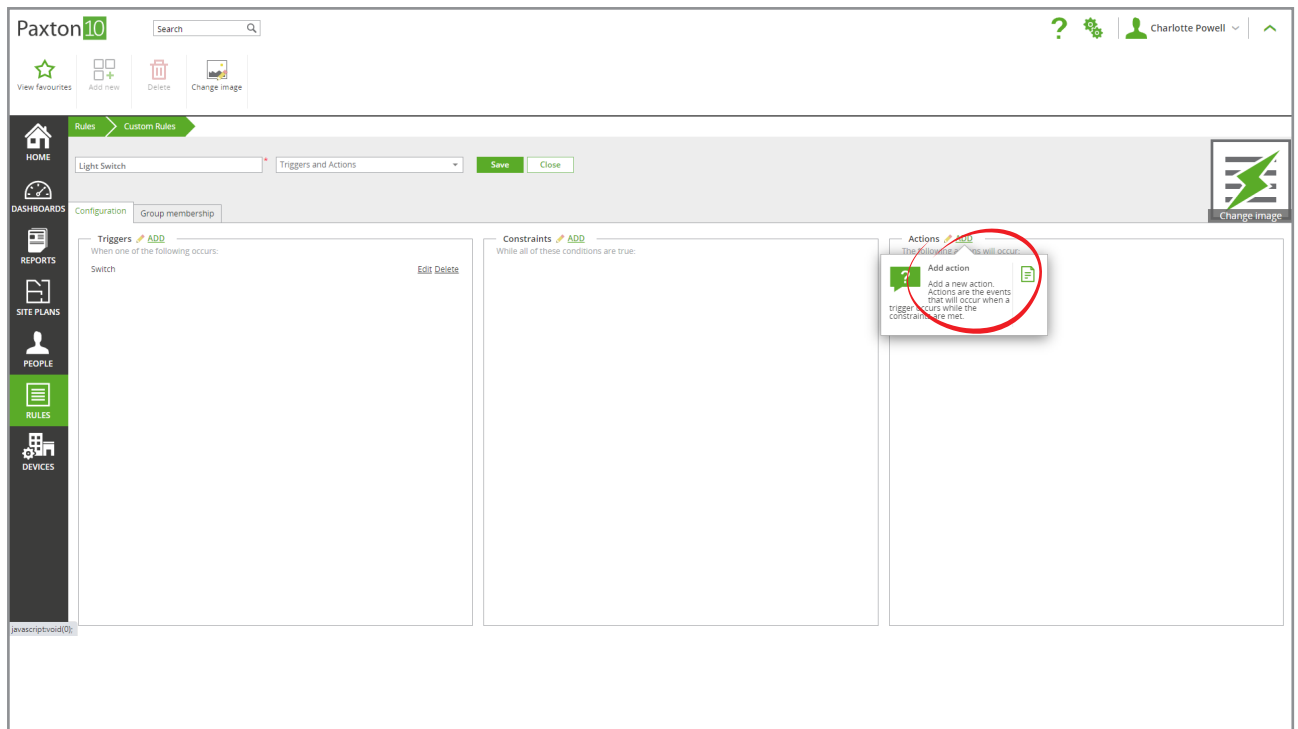 Paxton 10
Search
Charlotte Powell
View favourites
Add new
Delete
Change image
HOME
DASHBOARDS
REPORTS
SITE PLANS
PEOPLE
RULES
DEVICES
Rules
Custom Rules
Light Switch
*
Triggers and Actions
Save
Close
Change image
Configuration
Group membership
Triggers ADD
When one of the following occurs:
Switch
Edit Delete
Constraints ADD
While all of these conditions are true:
Actions ADD
The following actions will occur:
?
Add action
Add a new action.
Actions are the events
that will occur when a
trigger occurs while the
constraints are met.
javascript:void(0);